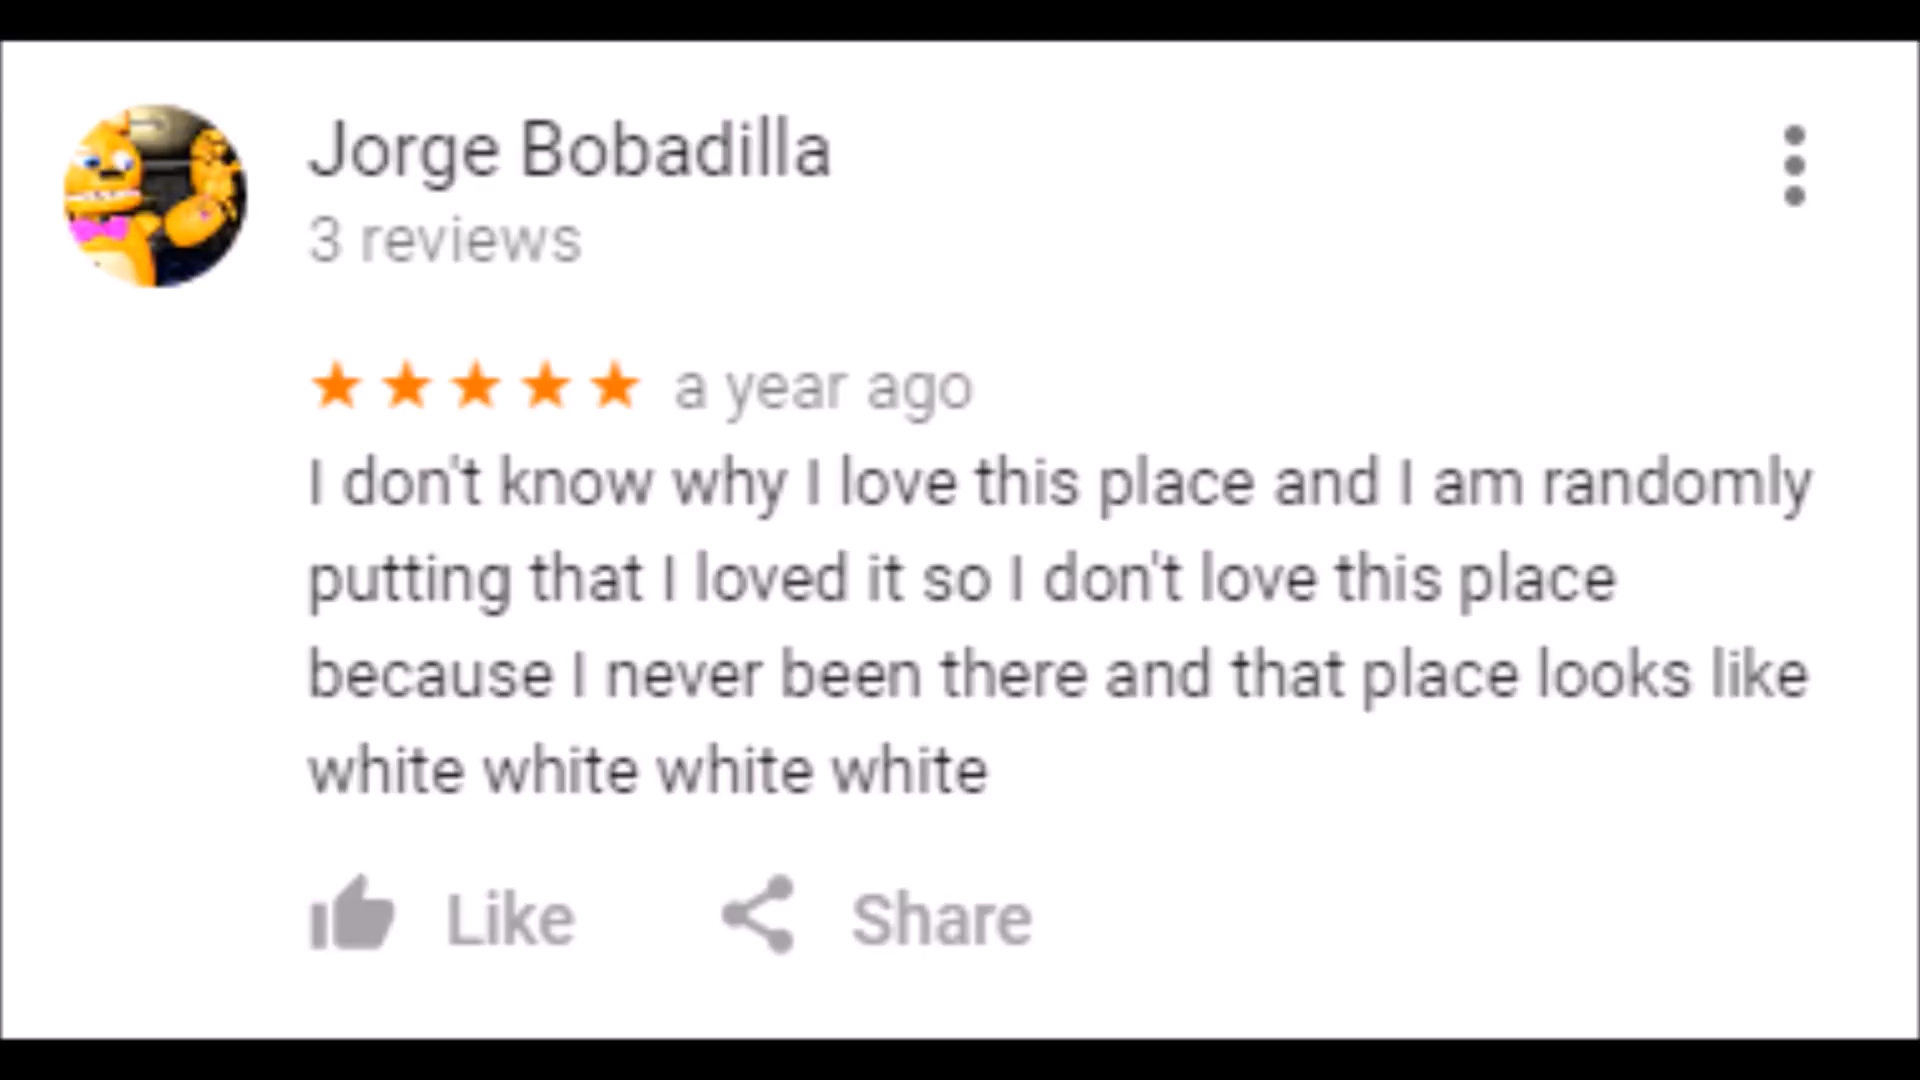 Jorge Bobadilla
3 reviews
a year ago
I don't know why I love this place and I am randomly
putting that I loved it so I don't love this place
because I never been there and that place looks like
white white white white
Like Share